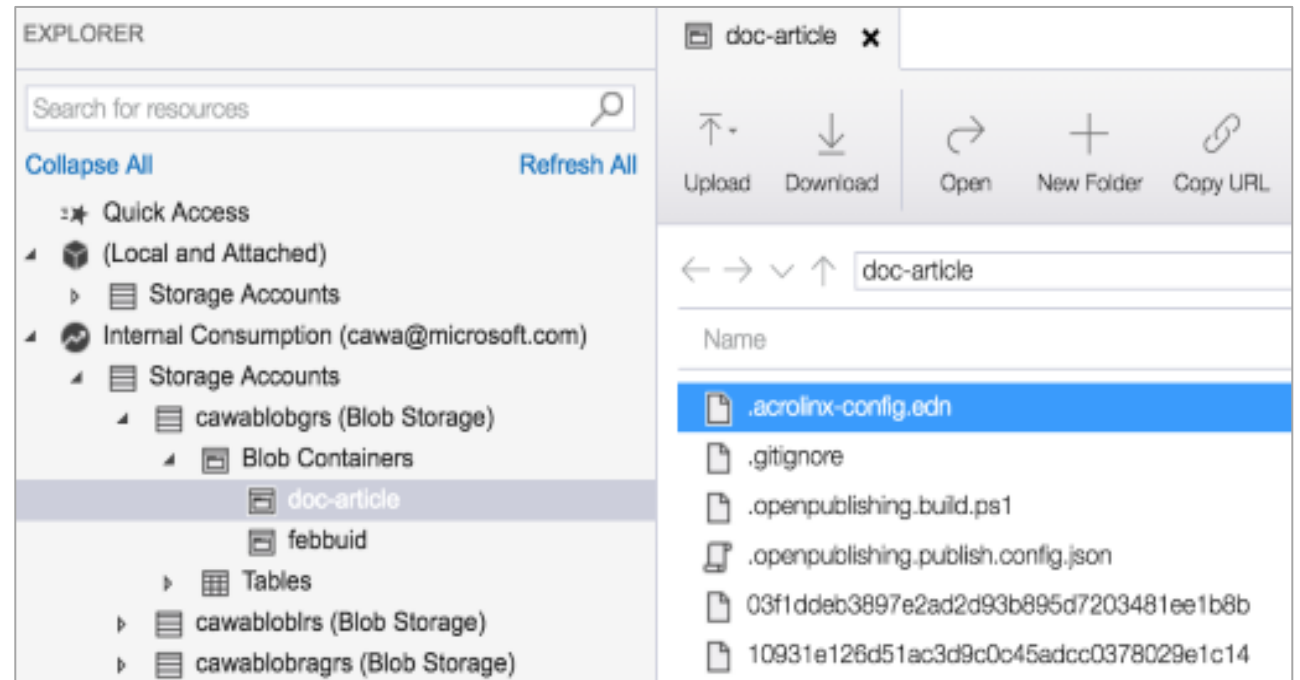 EXPLORER
Search for resources
Collapse All Refresh All
Quick Access
(Local and Attached)
Storage Accounts
Internal Consumption (cawa@microsoft.com)
Storage Accounts
cawablobgrs (Blob Storage)
Blob Containers
doc-article
febbuid
Tables
cawabloblrs (Blob Storage)
cawablobragrs (Blob Storage)
doc-article
Upload Download Open New Folder Copy URL
doc-article
Name
.acrolinx-config.edn
.gitignore
.openpublishing.build.ps1
.openpublishing.publish.config.json
03f1ddeb3897e2ad2d93b895d7203481ee1b8b
10931e126d51ac3d9c0c45adcc0378029e1c14